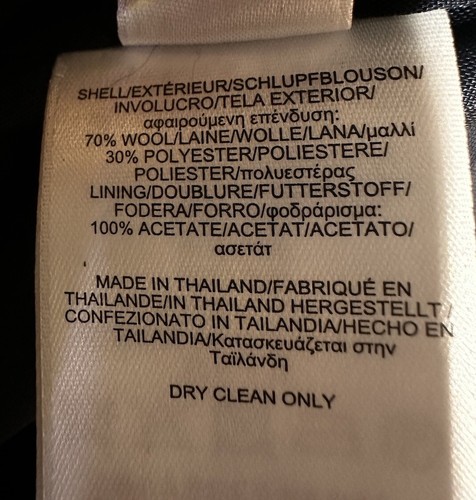 SHELL/EXTÉRIEUR/SCHLUPFBLOUSON/
INVOLUCRO/TELA EXTERIOR/
αφαιρούμενη επένδυση:
70% WOOL/LAINE/WOLLE/LANA/μαλλί
30% POLYESTER/POLIESTERE/
POLIESTER/πολυεστέρας
LINING/DOUBLURE/FUTTERSTOFF/
FODERA/FORRO/φοδράρισμα:
100% ACETATE/ACETAT/ACETATO/
ασετάτ
MADE IN THAILAND/FABRIQUÉ EN
THAILANDE/IN THAILAND HERGESTELLT/
CONFEZIONATO IN TAILANDIA/HECHO EN
TAILANDIA/Κατασκευάζεται στην
Ταϊλάνδη
DRY CLEAN ONLY